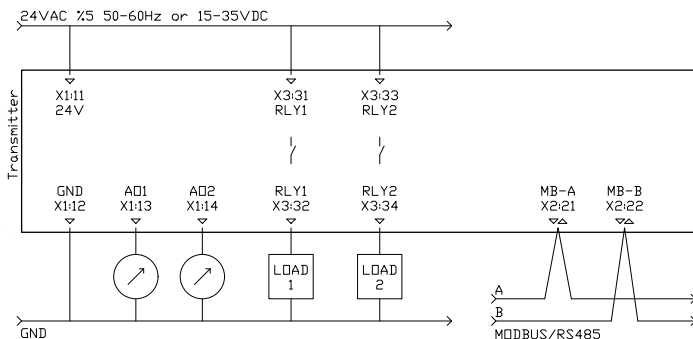 24VAC %5 50-60Hz or 15-35VDC
Transmitter
X1:11
24V
X3:31
RLY1
X3:33
RLY2
GND
X1:12
AO1
X1:13
AO2
X1:14
RLY1
X3:32
RLY2
X3:34
MB-A
X2:21
MB-B
X2:22
LOAD
1
LOAD
2
A
B
GND
MODBUS/RS485